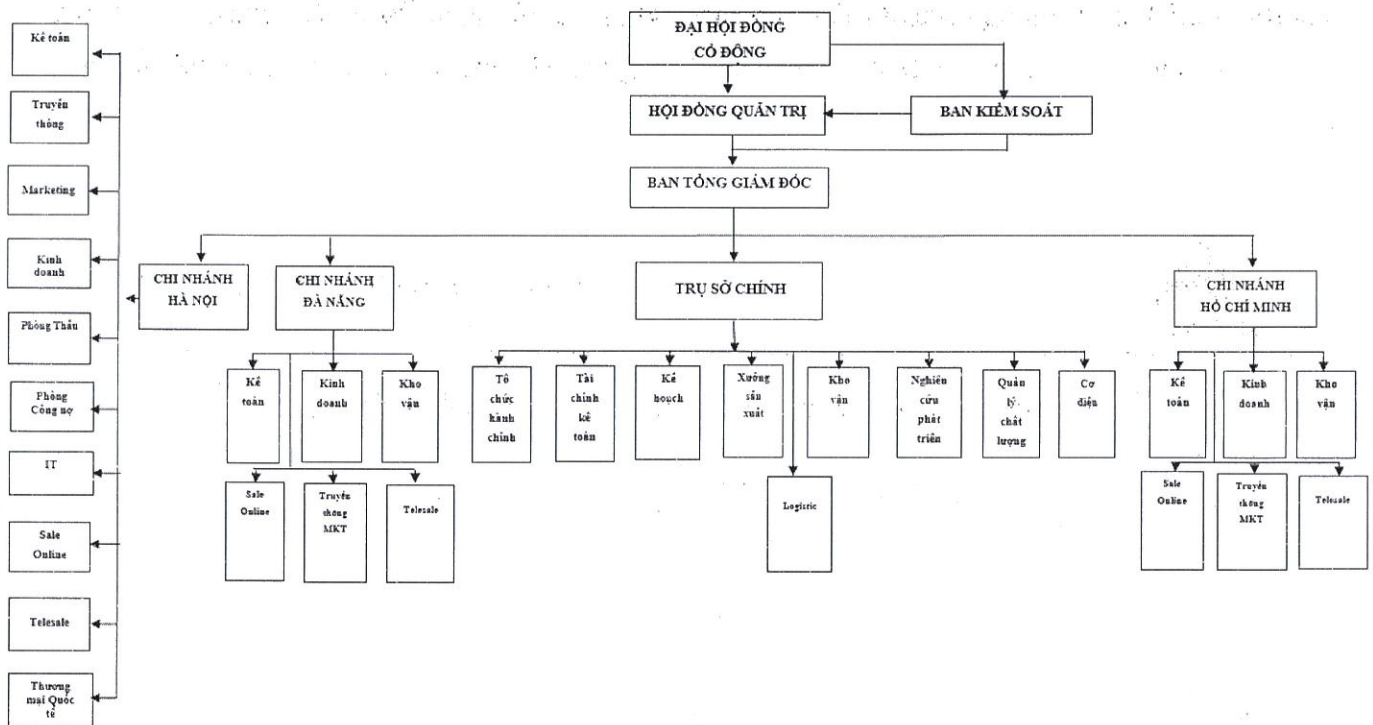 ĐẠI HỘI ĐỒNG
CỔ ĐÔNG
HỘI ĐỒNG QUẢN TRỊ
BAN KIỂM SOÁT
BAN TỔNG GIÁM ĐỐC
CHI NHÁNH
HÀ NỘI
CHI NHÁNH
ĐÀ NẴNG
TRỤ SỞ CHÍNH
CHI NHÁNH
HỒ CHÍ MINH
Kế toán
Truyền
thông
Marketing
Kinh
doanh
Phòng Thầu
Phòng
Công nợ
IT
Sale
Online
Telesale
Thương
mại Quốc
tế
Kế
toán
Kinh
doanh
Kho
vận
Sale
Online
Truyền
thông
MKT
Telesale
Tổ
chức
hành
chính
Tài
chính
kế
toán
Kế
hoạch
Xưởng
sản
xuất
Kho
vận
Nghiên
cứu
phát
triển
Quản
lý
chất
lượng
Cơ
điện
Logistic
Kế
toán
Kinh
doanh
Kho
vận
Sale
Online
Truyền
thông
MKT
Telesale